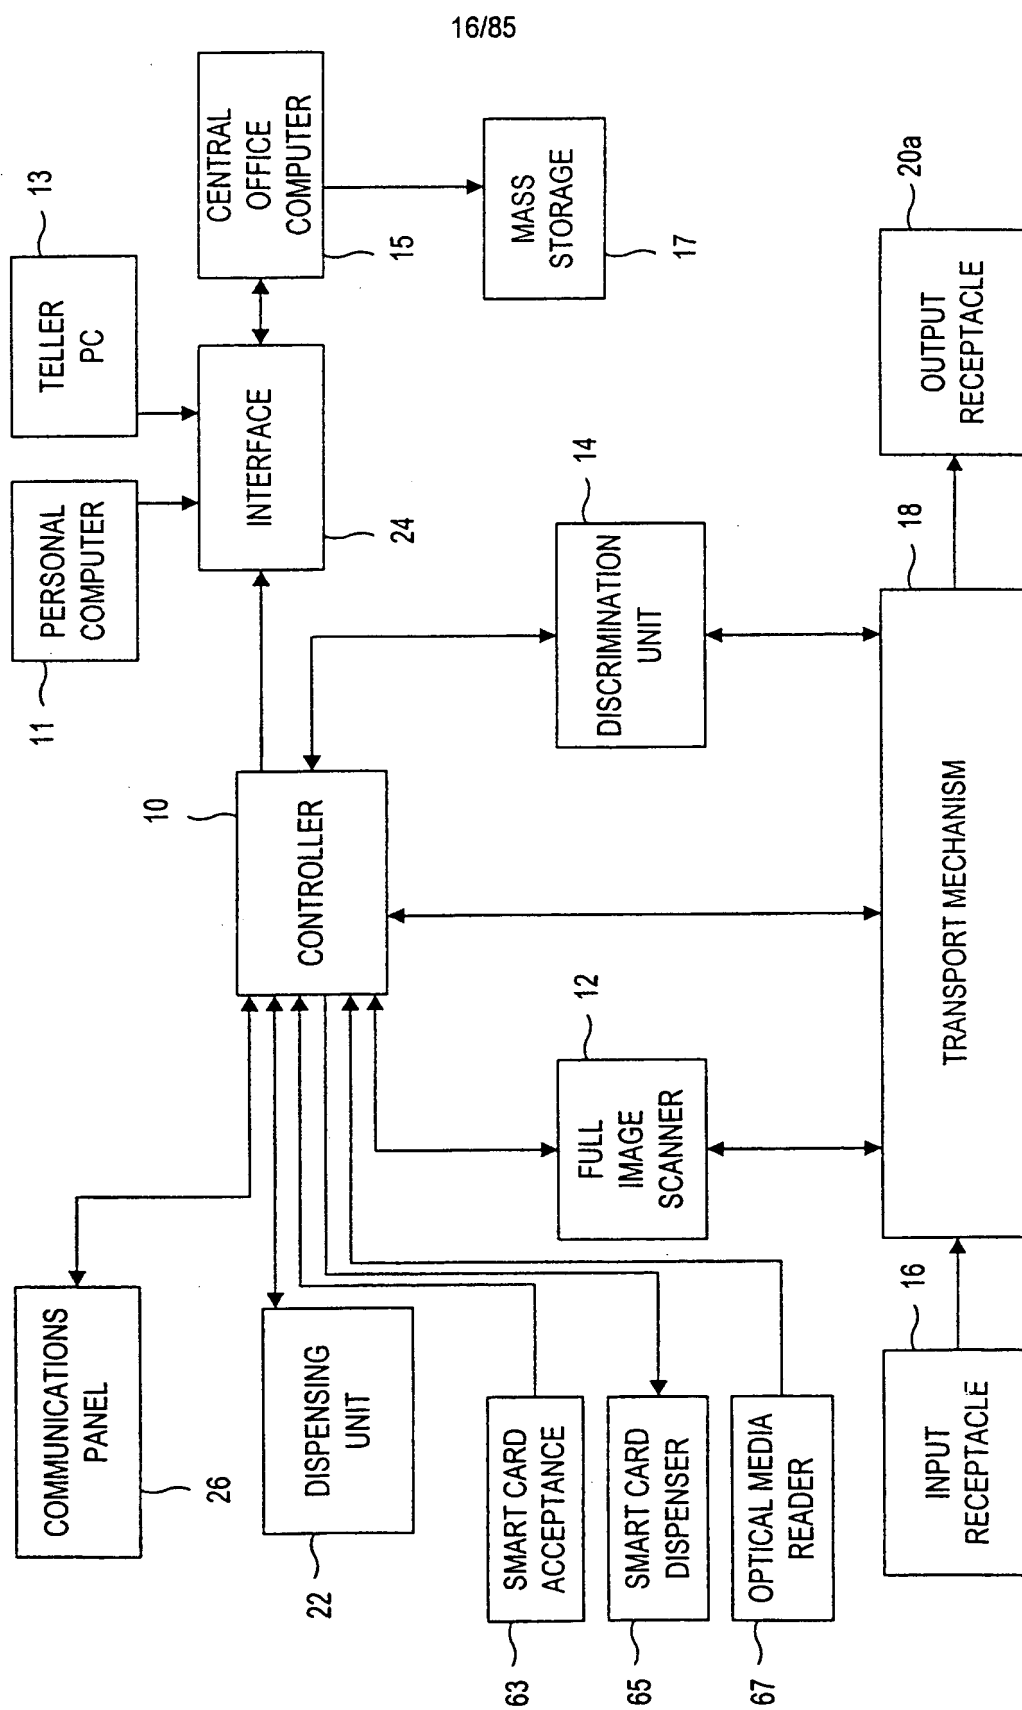 16/85
COMMUNICATIONS
PANEL
26
DISPENSING
UNIT
22
SMART CARD
ACCEPTANCE
63
SMART CARD
DISPENSER
65
OPTICAL MEDIA
READER
67
INPUT
RECEPTACLE
16
CONTROLLER
10
FULL
IMAGE
SCANNER
12
DISCRIMINATION
UNIT
14
TRANSPORT MECHANISM
18
PERSONAL
COMPUTER
11
TELLER
PC
13
INTERFACE
24
CENTRAL
OFFICE
COMPUTER
15
MASS
STORAGE
17
OUTPUT
RECEPTACLE
20a